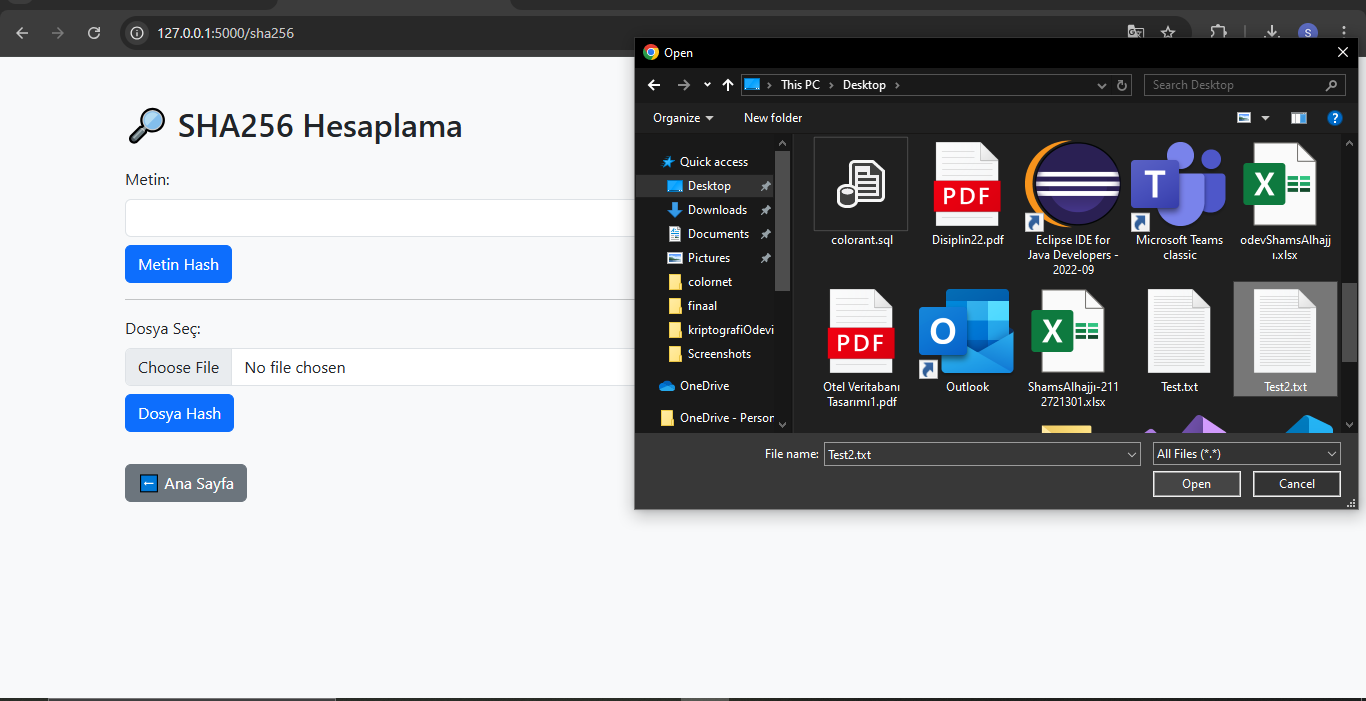 127.0.0.1:5000/sha256
S
SHA256 Hesaplama
Metin:
Metin Hash
Dosya Seç:
Choose File
No file chosen
Dosya Hash
Ana Sayfa
Open
This PC
Desktop
Search Desktop
Organize
New folder
?
Quick access
Desktop
Downloads
Documents
Pictures
colornet
finaal
kriptografiOdevi
Screenshots
OneDrive
OneDrive - Person
colorant.sql
PDF
Disiplin22.pdf
Eclipse IDE for
Java Developers -
2022-09
T
Microsoft Teams
classic
X
odevShamsAlhajj
ı.xlsx
PDF
Otel Veritabanı
Tasarımı1.pdf
O
Outlook
X
ShamsAlhajjı-211
2721301.xlsx
Test.txt
Test2.txt
File name:
Test2.txt
All Files (*.*)
Open
Cancel